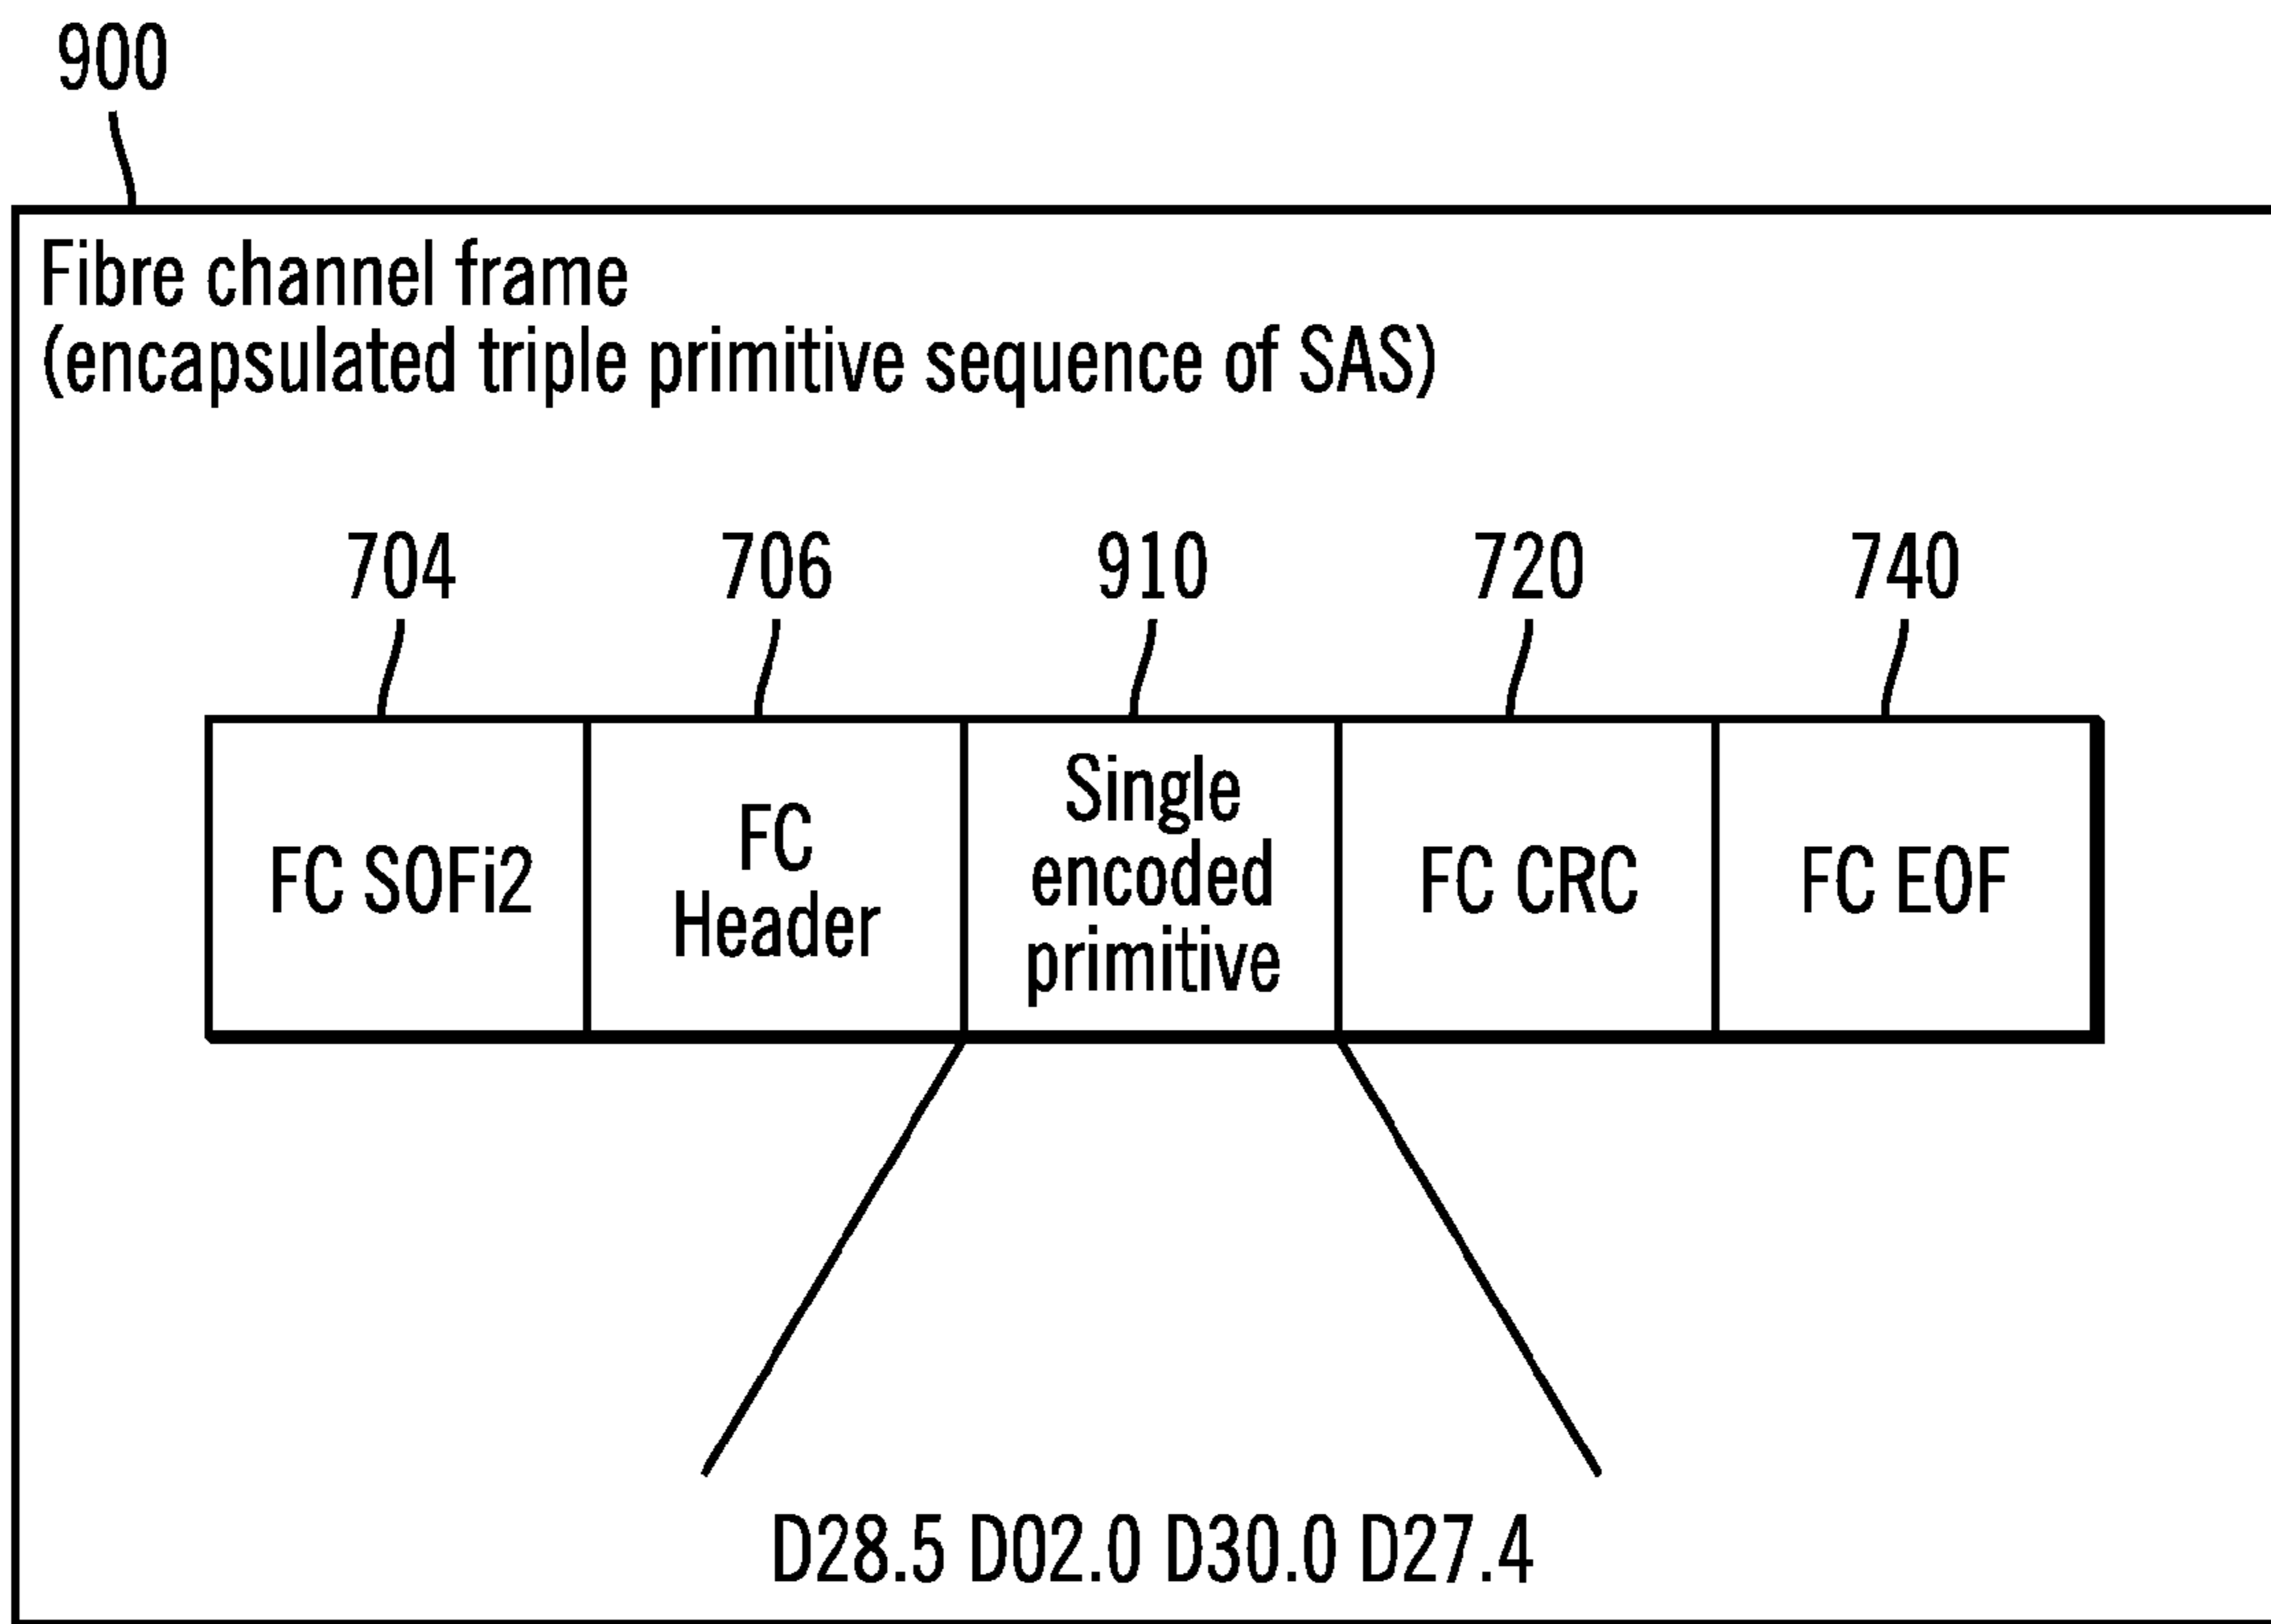 900
Fibre channel frame
(encapsulated triple primitive sequence of SAS)
704 706 910 720 740
FC SOFi2
FC
Header
Single
encoded
primitive
FC CRC
FC EOF
D28.5 D02.0 D30.0 D27.4